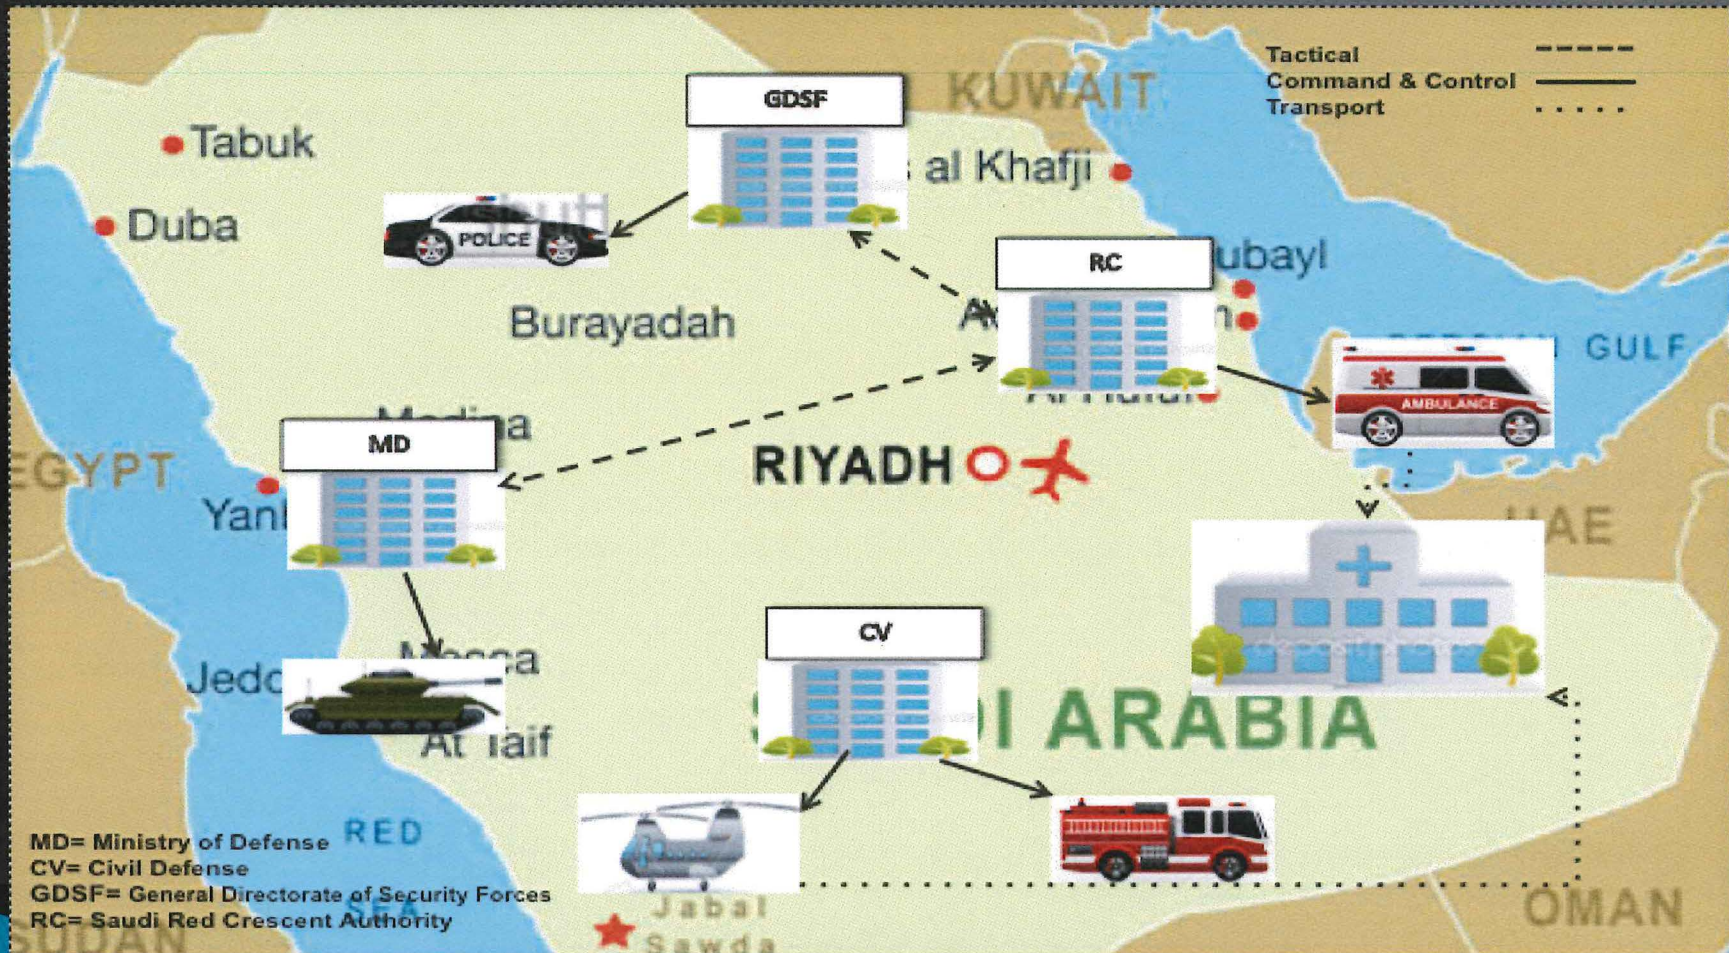 Tactical
Command & Control
Transport
KUWAIT
GDSF
Tabuk
al Khafji
Duba
POLICE
RC
ubayl
Burayadah
GULF
AMBULANCE
MD
RIYADH
EGYPT
UAE
CV
At Taif
ARABIA
MD= Ministry of Defense
CV= Civil Defense
GDSF= General Directorate of Security Forces
RC= Saudi Red Crescent Authority
RED
SEA
Jabal
Sawda
OMAN
SUDAN